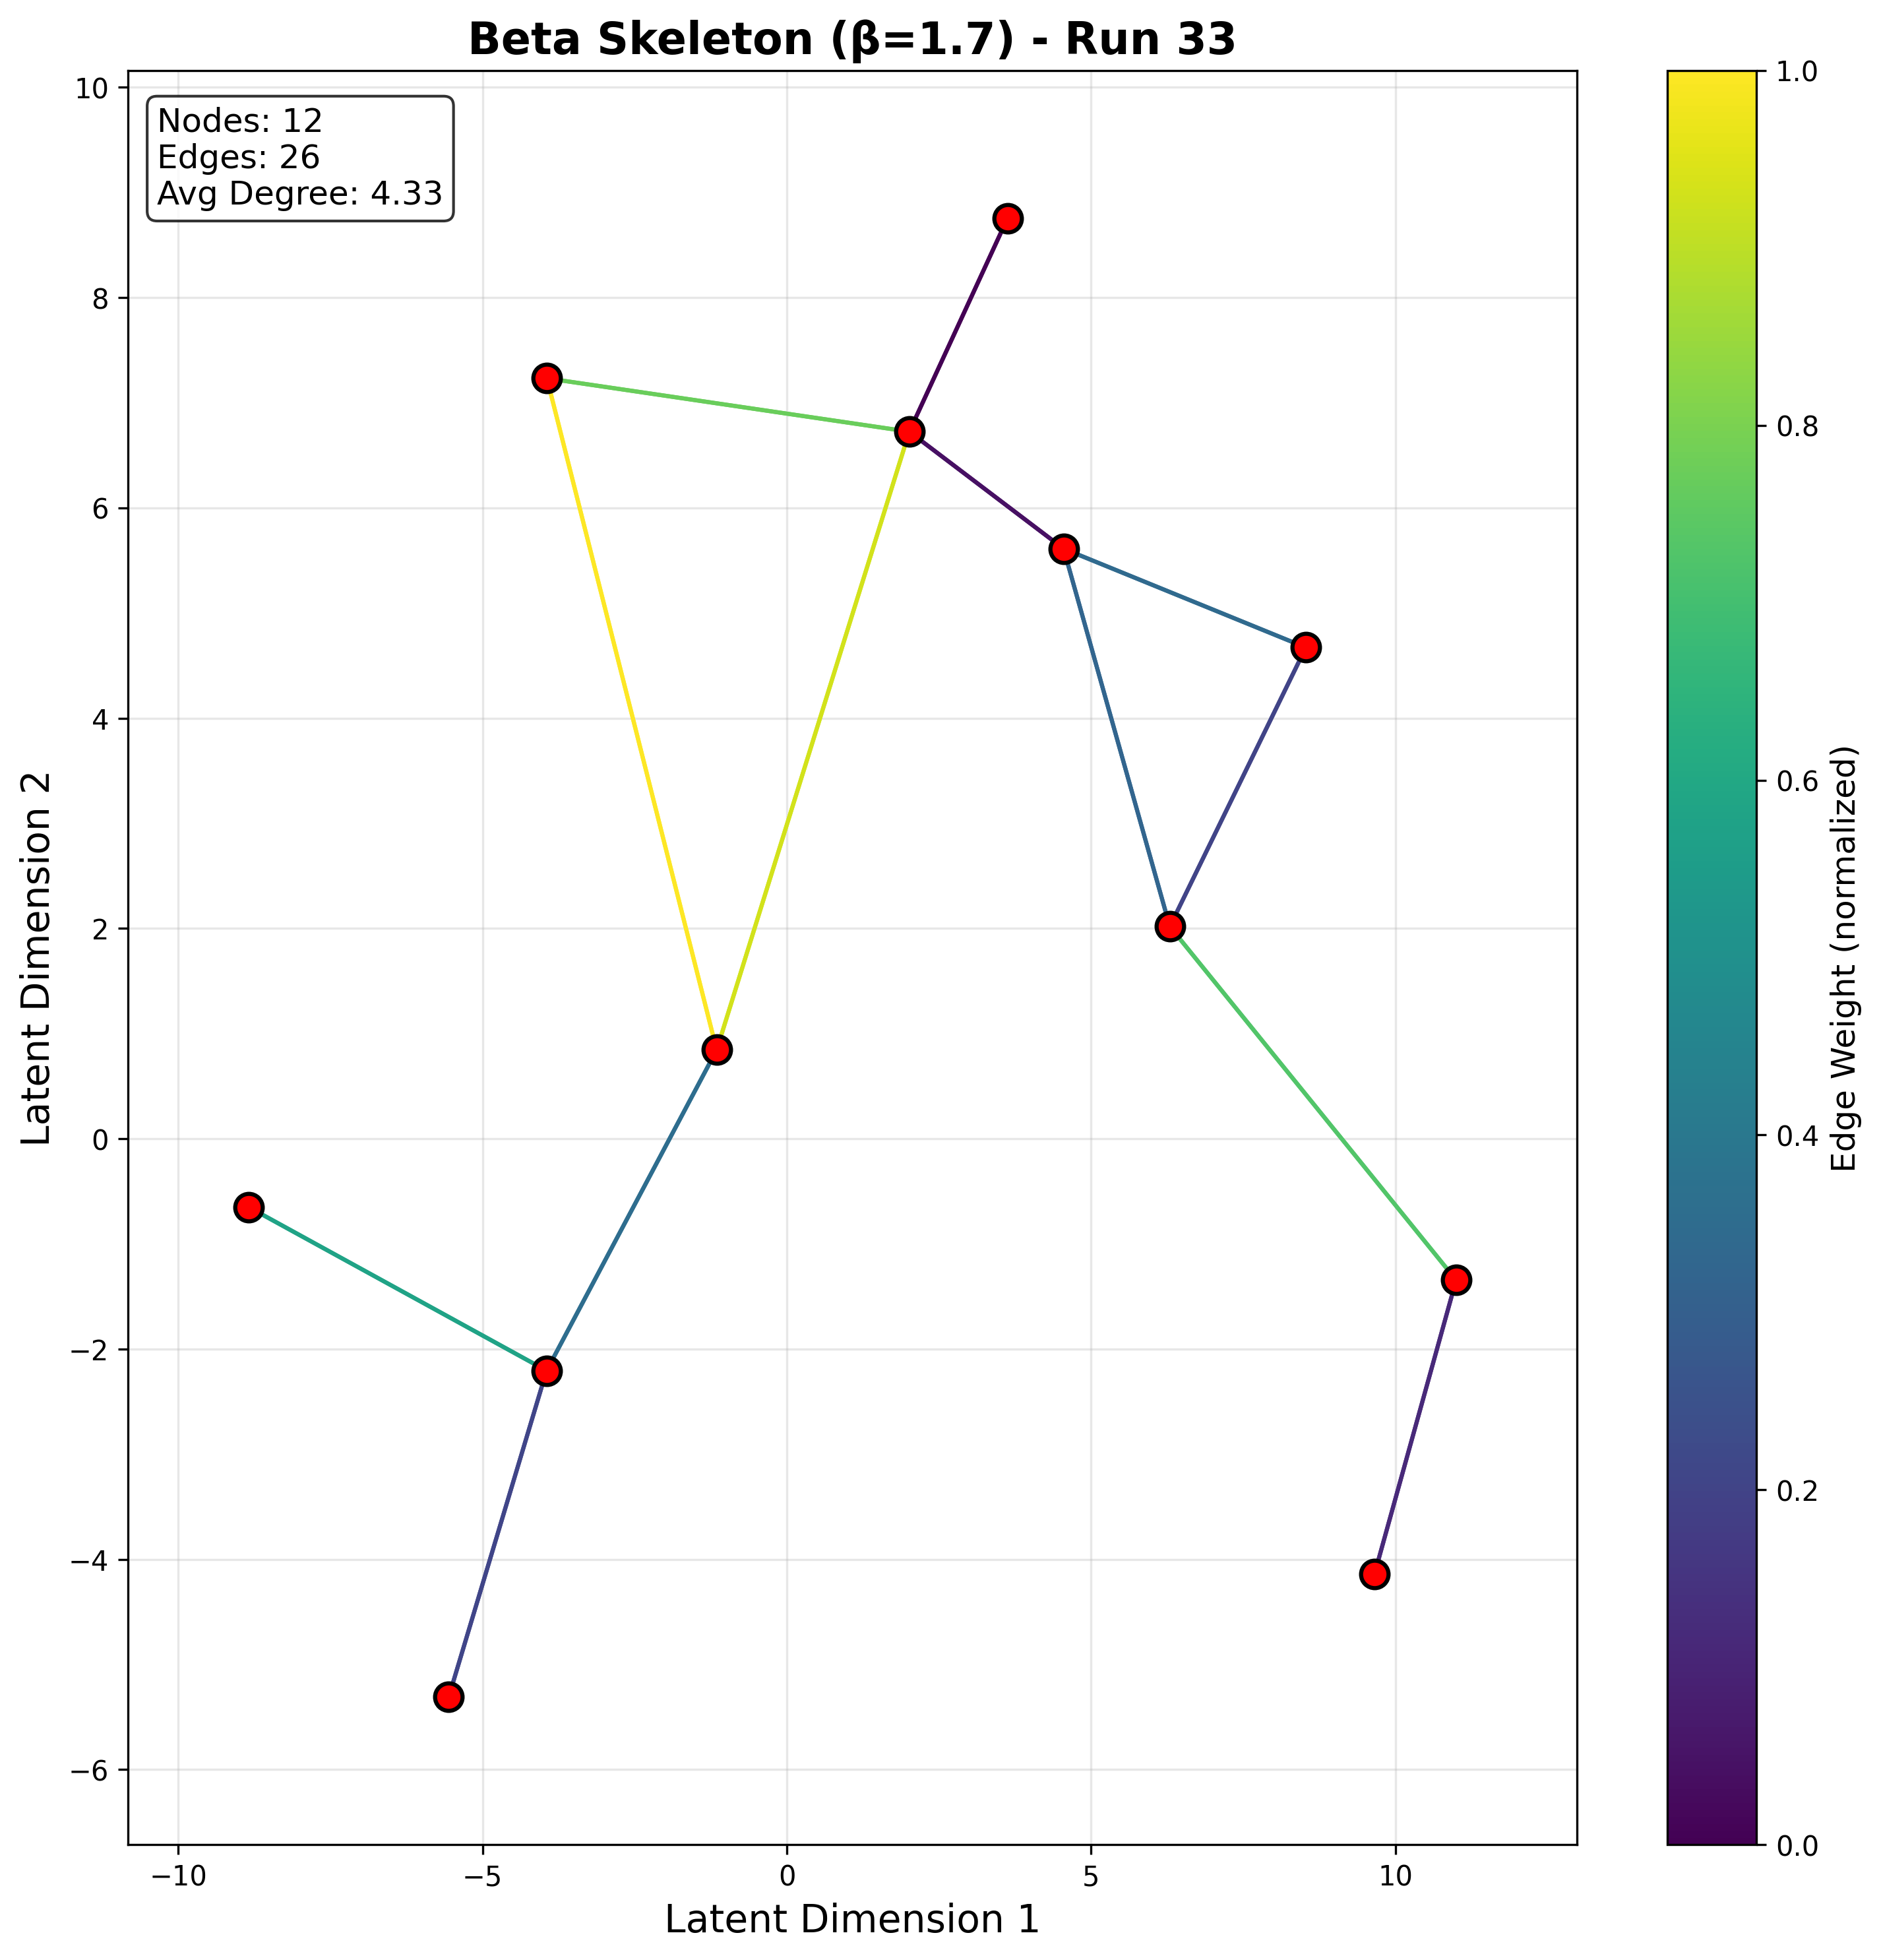 Beta Skeleton (β=1.7) - Run 33
Nodes: 12
Edges: 26
Avg Degree: 4.33
10
8
6
4
2
0
−2
−4
−6
Latent Dimension 2
−10
−5
0
5
10
Latent Dimension 1
1.0
0.8
0.6
0.4
0.2
0.0
Edge Weight (normalized)